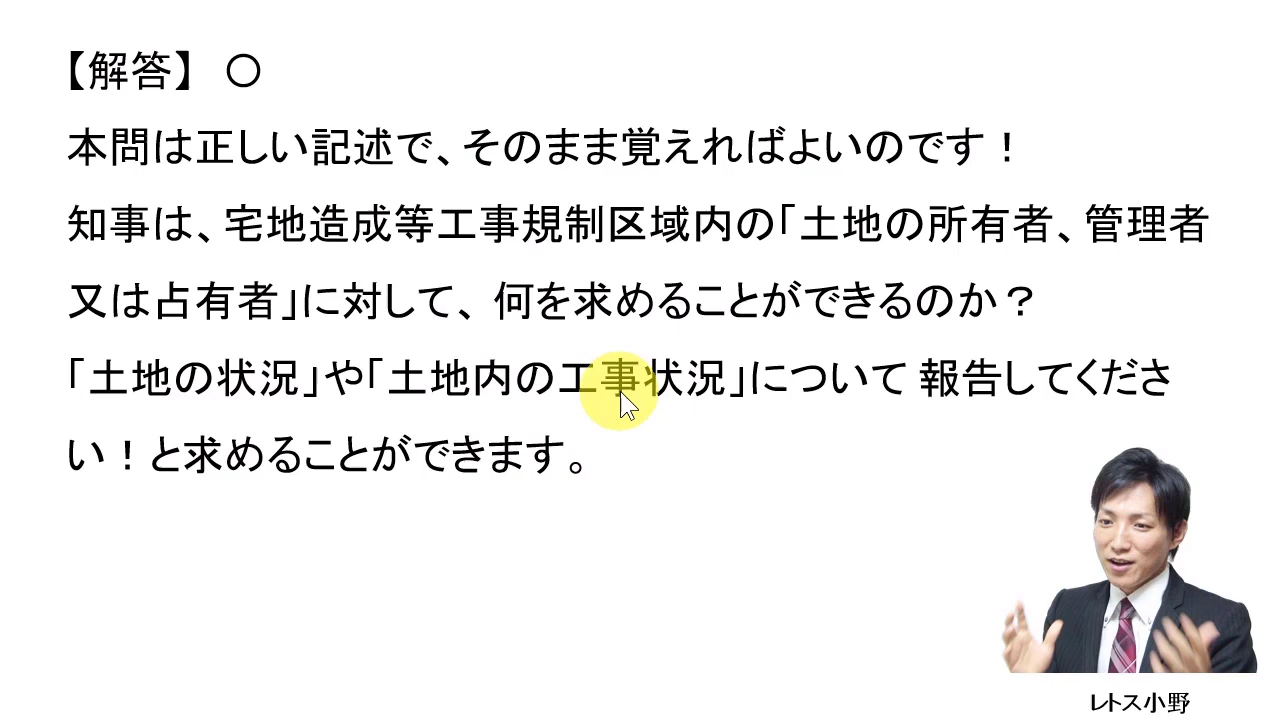 【解答】 〇
本問は正しい記述で、そのまま覚えればよいのです！
知事は、宅地造成等工事規制区域内の「土地の所有者、管理者
又は占有者」に対して、何を求めることができるのか？
「土地の状況」や「土地内の工事状況」について 報告してくださ
い！と求めることができます。
レトス小野